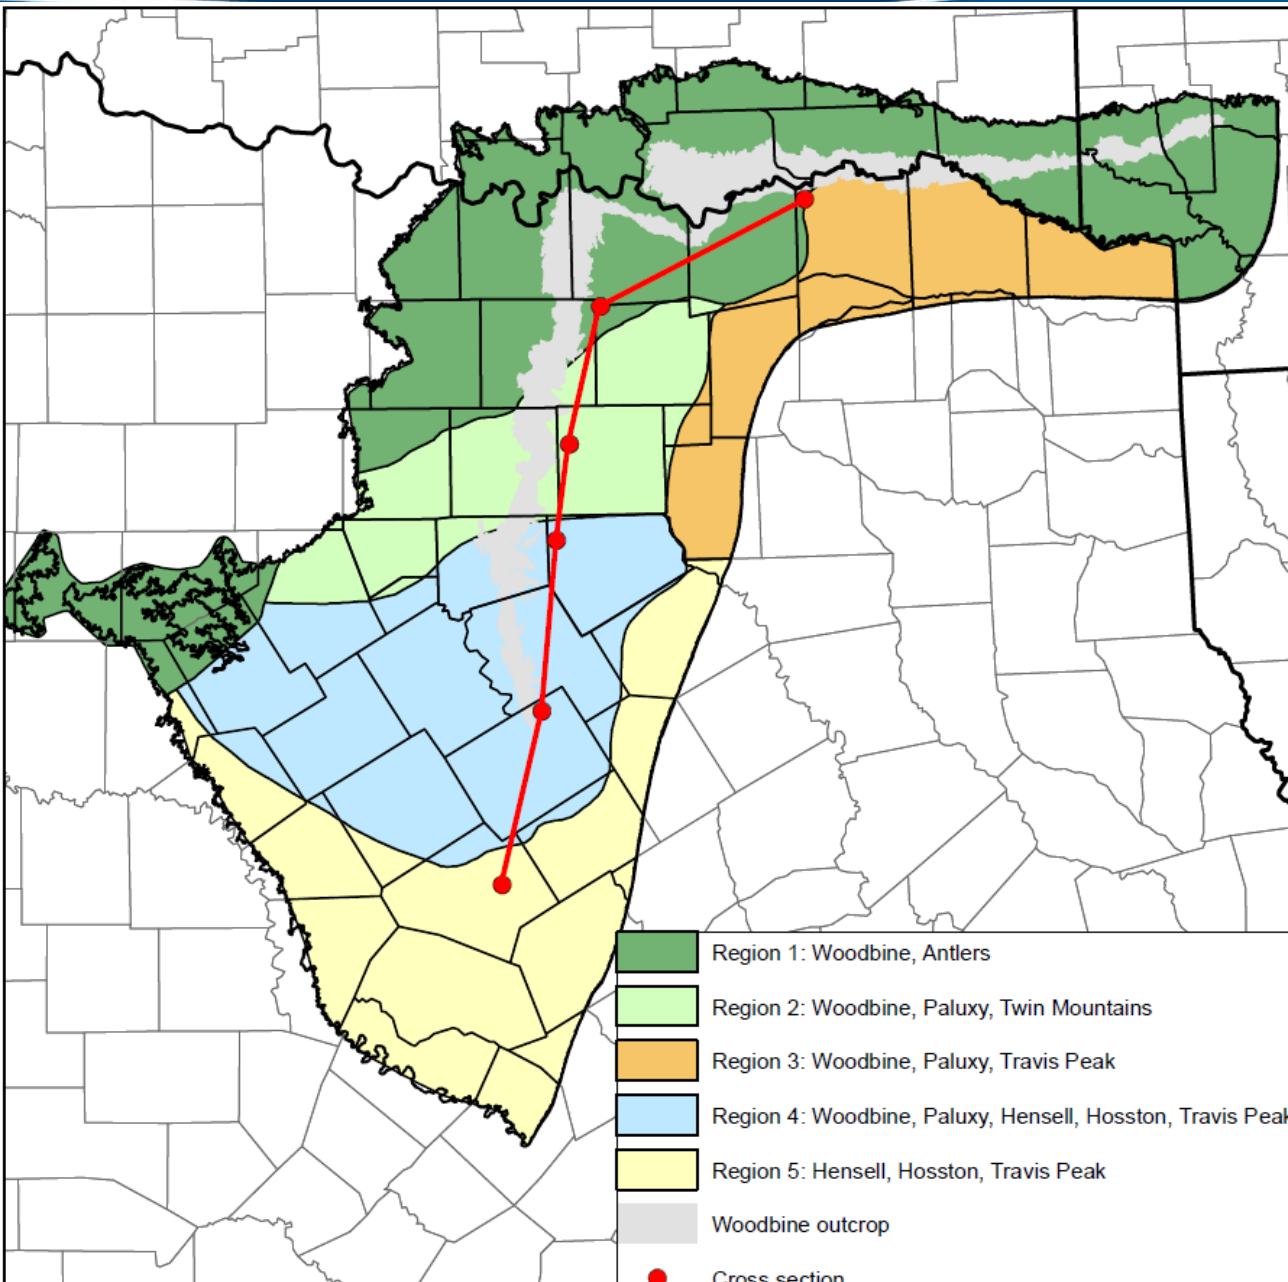 Region 1: Woodbine, Antlers
Region 2: Woodbine, Paluxy, Twin Mountains
Region 3: Woodbine, Paluxy, Travis Peak
Region 4: Woodbine, Paluxy, Hensell, Hosston, Travis Peak
Region 5: Hensell, Hosston, Travis Peak
Woodbine outcrop
Cross section